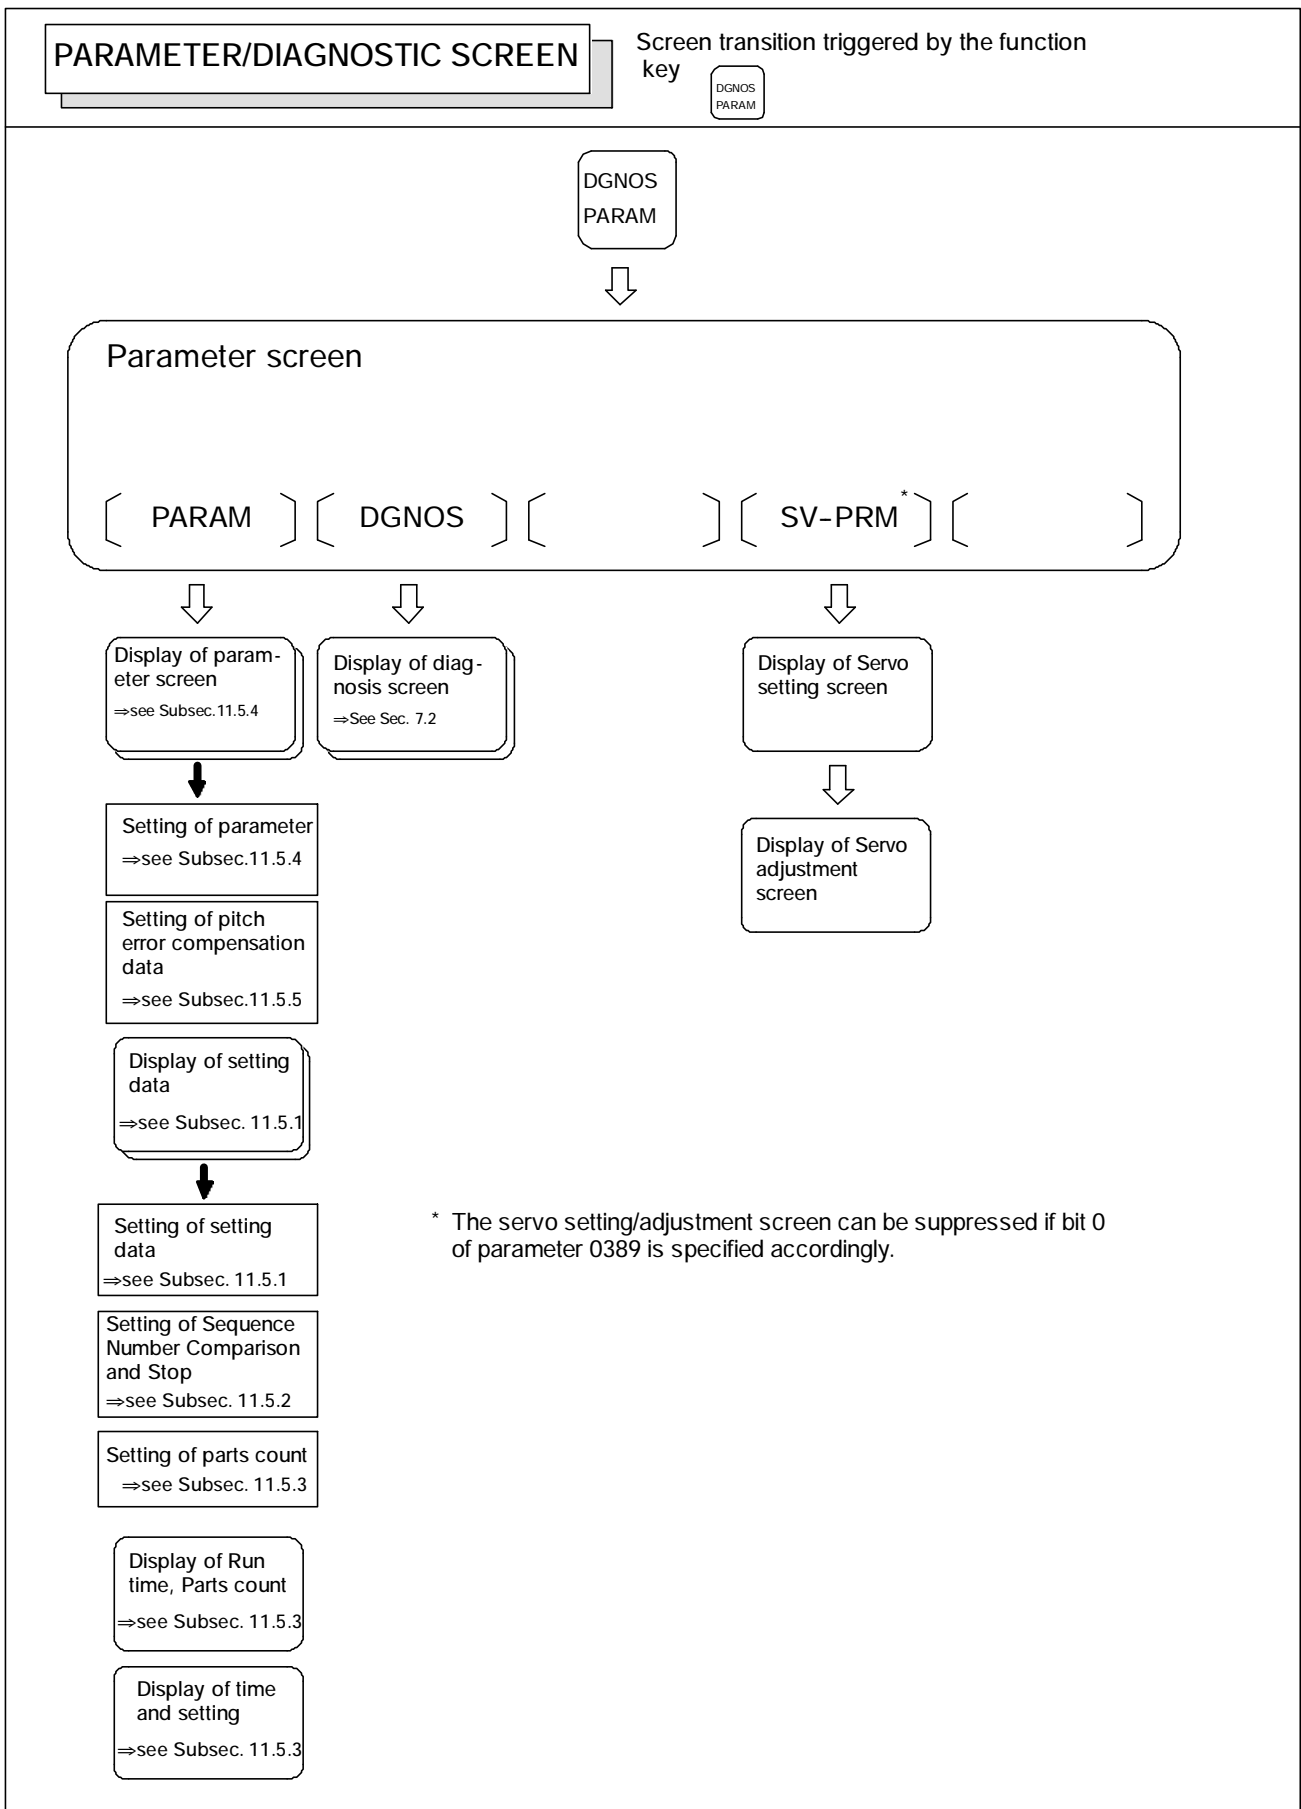 PARAMETER/DIAGNOSTIC SCREEN
Screen transition triggered by the function
key
DGNOS
PARAM
DGNOS
PARAM
Parameter screen
PARAM
DGNOS
SV-PRM
*
Display of param-
eter screen
⇒see Subsec.11.5.4
Display of diag-
nosis screen
⇒See Sec. 7.2
Display of Servo
setting screen
Setting of parameter
⇒see Subsec.11.5.4
Display of Servo
adjustment
screen
Setting of pitch
error compensation
data
⇒see Subsec.11.5.5
Display of setting
data
⇒see Subsec. 11.5.1
Setting of setting
data
⇒see Subsec. 11.5.1
* The servo setting/adjustment screen can be suppressed if bit 0
of parameter 0389 is specified accordingly.
Setting of Sequence
Number Comparison
and Stop
⇒see Subsec. 11.5.2
Setting of parts count
⇒see Subsec. 11.5.3
Display of Run
time, Parts count
⇒see Subsec. 11.5.3
Display of time
and setting
⇒see Subsec. 11.5.3